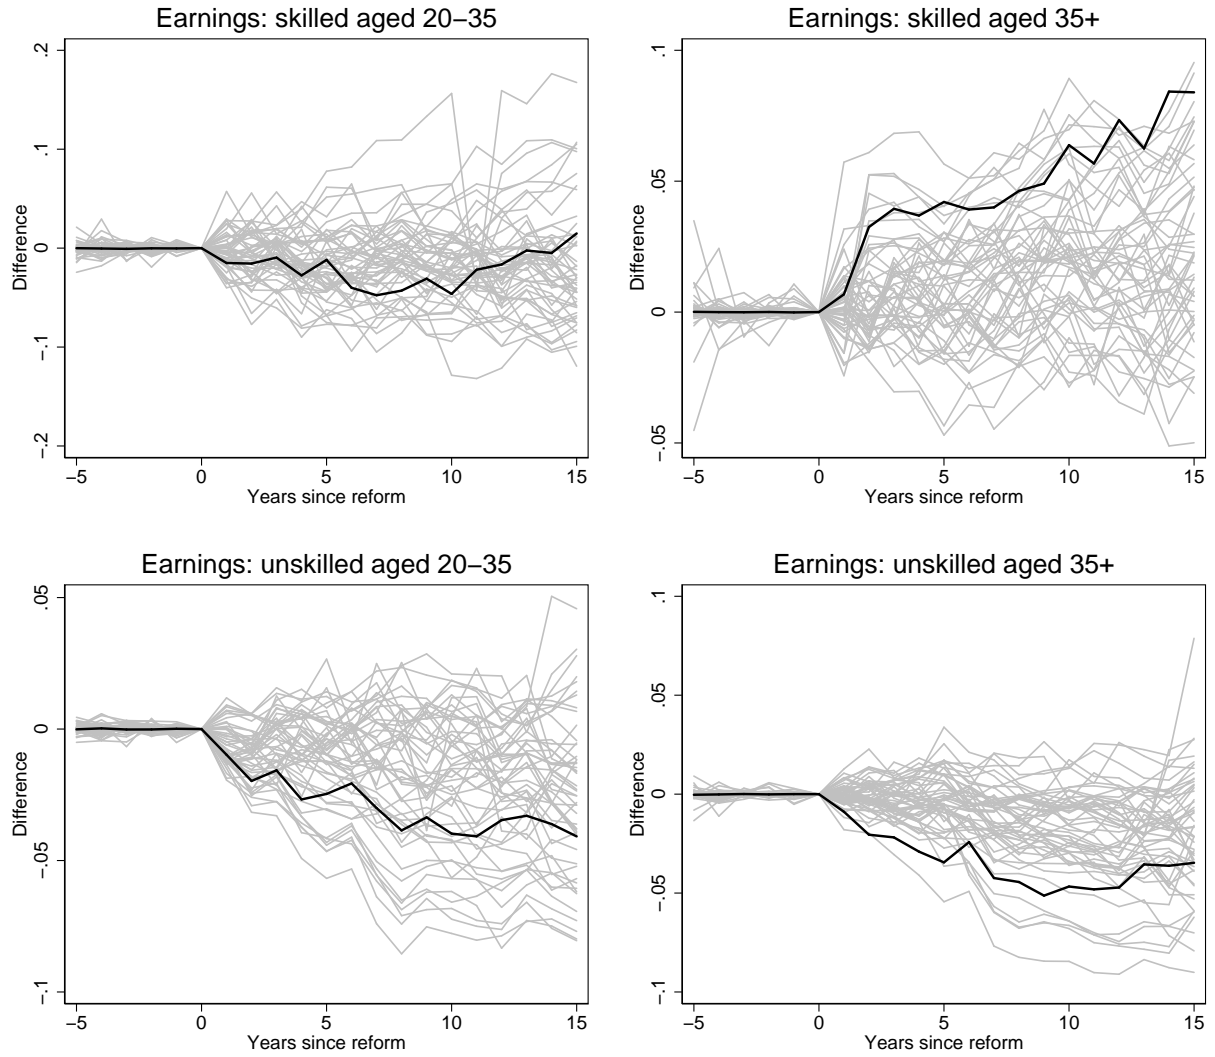 Earnings: skilled aged 20−35
.2
.1
0
−.1
−.2
Difference
−5 0 5 10 15
Years since reform
Earnings: skilled aged 35+
.1
.05
0
−.05
Difference
−5 0 5 10 15
Years since reform
Earnings: unskilled aged 20−35
.05
0
−.05
−.1
Difference
−5 0 5 10 15
Years since reform
Earnings: unskilled aged 35+
.1
.05
0
−.05
−.1
Difference
−5 0 5 10 15
Years since reform